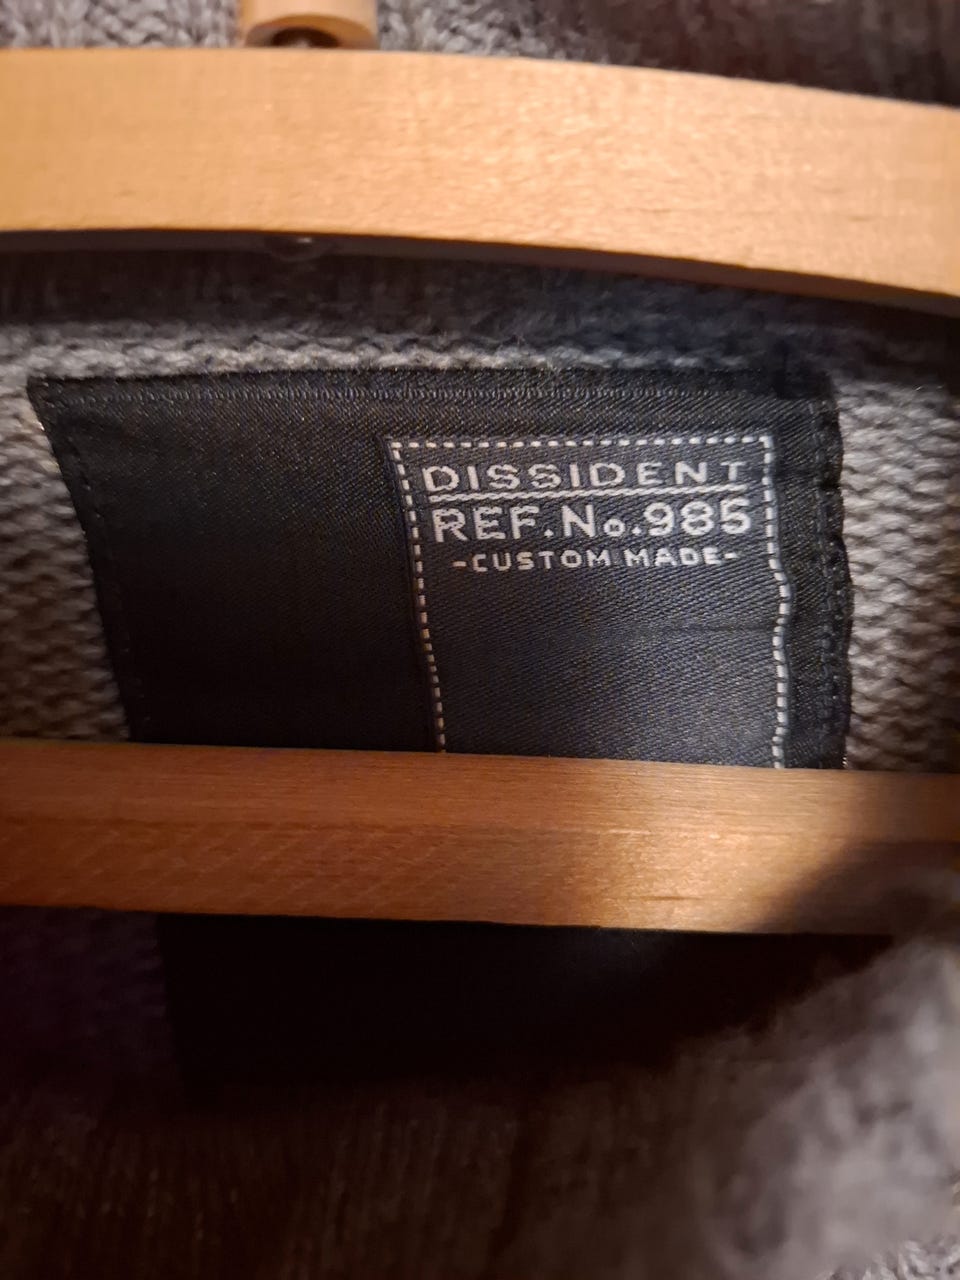 DISSIDENT
REF.No.985
-CUSTOM MADE-